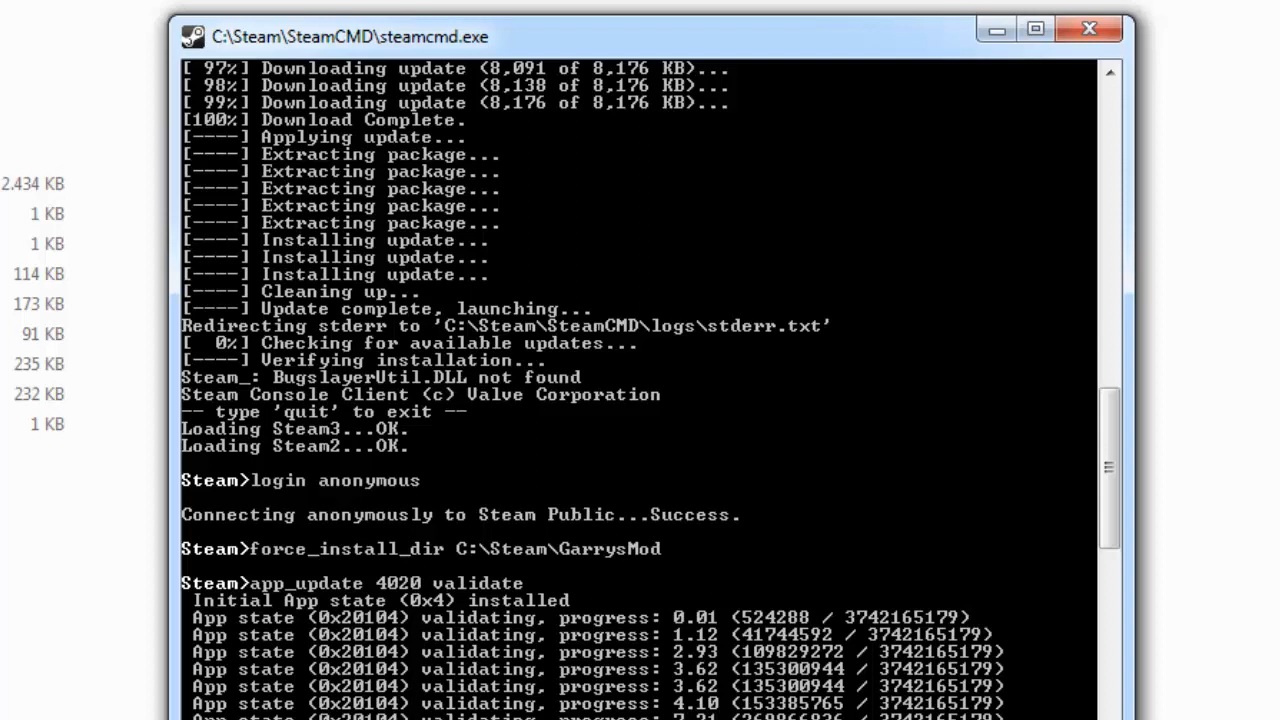 C:\Steam\SteamCMD\steamcmd.exe
[ 97%] Downloading update (8,091 of 8,176 KB)...
[ 98%] Downloading update (8,138 of 8,176 KB)...
[ 99%] Downloading update (8,176 of 8,176 KB)...
[100%] Download Complete.
[----] Applying update...
[----] Extracting package...
[----] Extracting package...
[----] Extracting package...
[----] Extracting package...
[----] Extracting package...
[----] Installing update...
[----] Installing update...
[----] Installing update...
[----] Cleaning up...
[----] Update complete, launching...
Redirecting stderr to 'C:\Steam\SteamCMD\logs\stderr.txt'
[  0%] Checking for available updates...
[----] Verifying installation...
Steam_: BugslayerUtil.DLL not found
Steam Console Client (c) Valve Corporation
-- type 'quit' to exit --
Loading Steam3...OK.
Loading Steam2...OK.
Steam>login anonymous
Connecting anonymously to Steam Public...Success.
Steam>force_install_dir C:\Steam\GarrysMod
Steam>app_update 4020 validate
Initial App state (0x4) installed
App state (0x20104) validating, progress: 0.01 (524288 / 3742165179)
App state (0x20104) validating, progress: 1.12 (41744592 / 3742165179)
App state (0x20104) validating, progress: 2.93 (109829272 / 3742165179)
App state (0x20104) validating, progress: 3.62 (135300944 / 3742165179)
App state (0x20104) validating, progress: 3.62 (135300944 / 3742165179)
App state (0x20104) validating, progress: 4.10 (153385765 / 3742165179)
2.434 KB
1 KB
1 KB
114 KB
173 KB
91 KB
235 KB
232 KB
1 KB